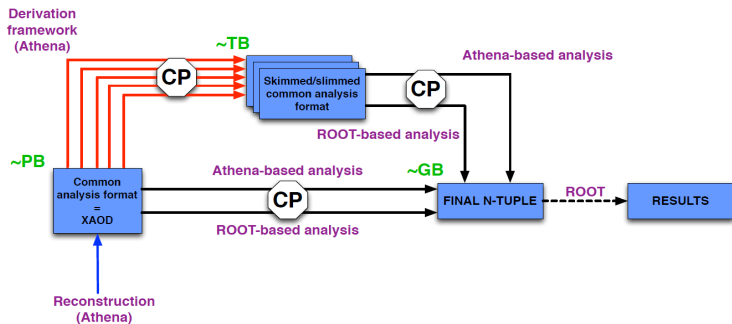 Derivation
framework
(Athena)
~TB
CP
Skimmed/slimmed
common analysis
format
CP
Athena-based analysis
ROOT-based analysis
~PB
Common
analysis format
=
XAOD
Athena-based analysis
CP
ROOT-based analysis
~GB
FINAL N-TUPLE
ROOT
RESULTS
Reconstruction
(Athena)